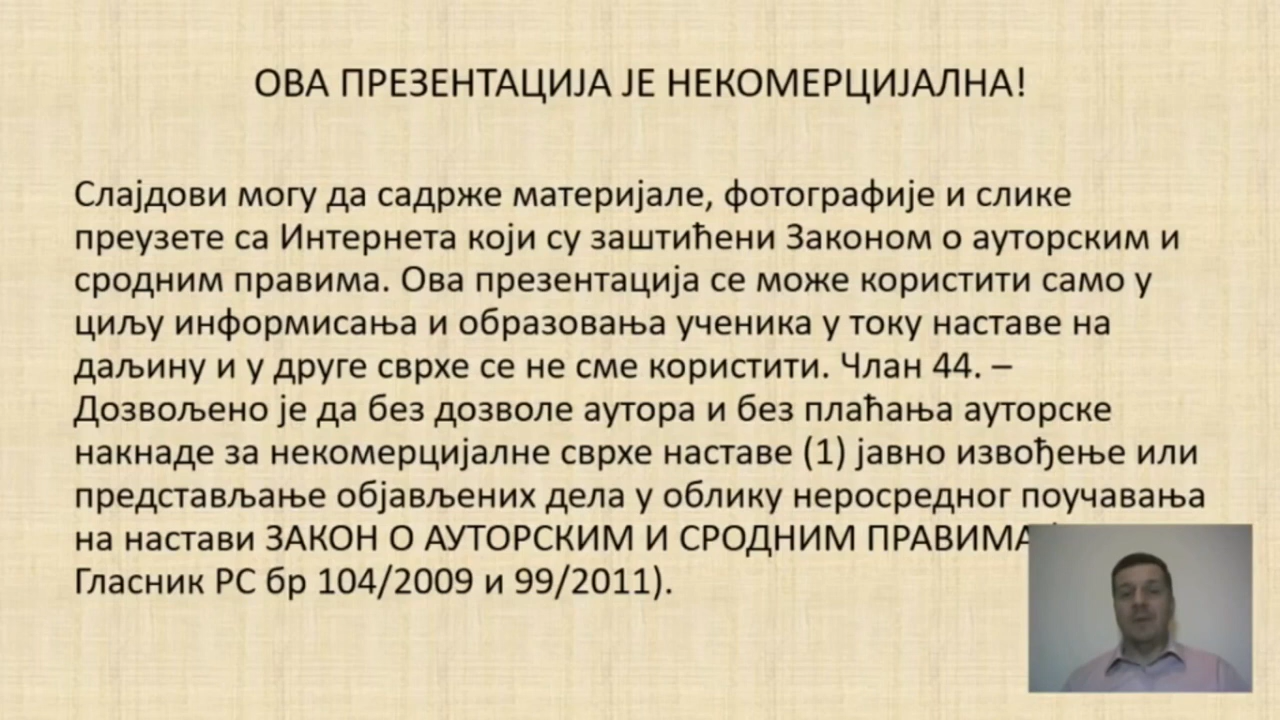 ОВА ПРЕЗЕНТАЦИЈА ЈЕ НЕКОМЕРЦИЈАЛНА!
Слајдови могу да садрже материјале, фотографије и слике
преузете са Интернета који су заштићени Законом о ауторским и
сродним правима. Ова презентација се може користити само у
циљу информисања и образовања ученика у току наставе на
даљину и у друге сврхе се не сме користити. Члан 44. –
Дозвољено је да без дозволе аутора и без плаћања ауторске
накнаде за некомерцијалне сврхе наставе (1) јавно извођење или
представљање објављених дела у облику неросредног поучавања
на настави ЗАКОН О АУТОРСКИМ И СРОДНИМ ПРАВИМА
Гласник РС бр 104/2009 и 99/2011).